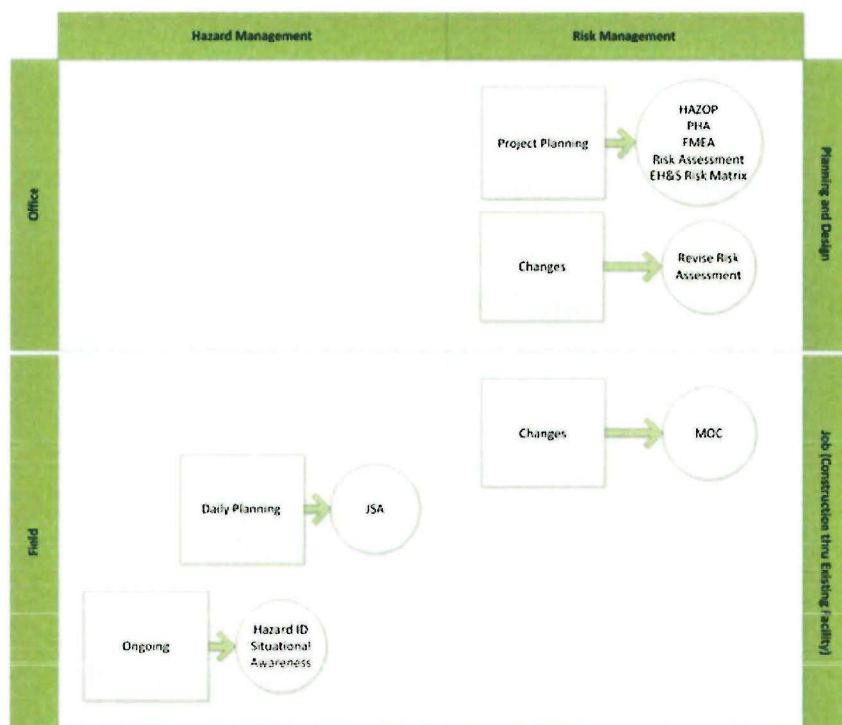 Hazard Management
Risk Management
Office
Planning and Design
Project Planning
HAZOP
PHA
FMEA
Risk Assessment
EH&S Risk Matrix
Changes
Revise Risk
Assessment
Field
Job (Construction thru Existing Facility)
Changes
MOC
Daily Planning
JSA
Ongoing
Hazard ID
Situational
Awareness